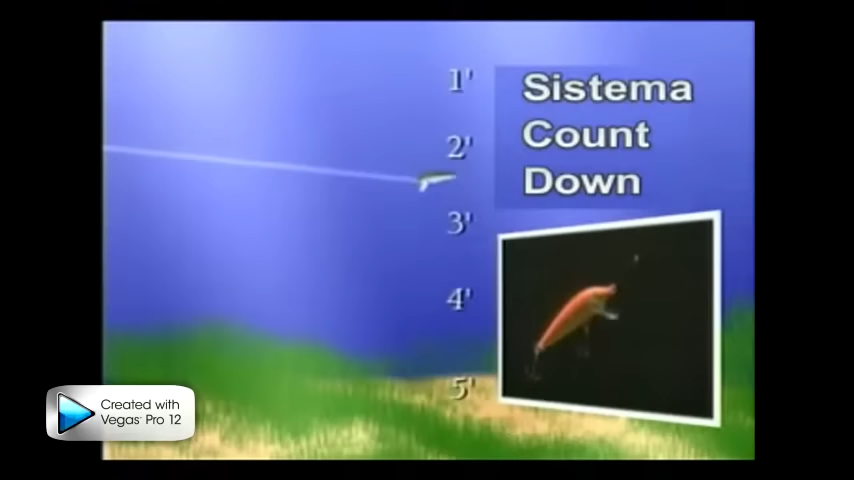 1'
2'
3'
4'
5'
Sistema
Count
Down
Created with
Vegas Pro 12